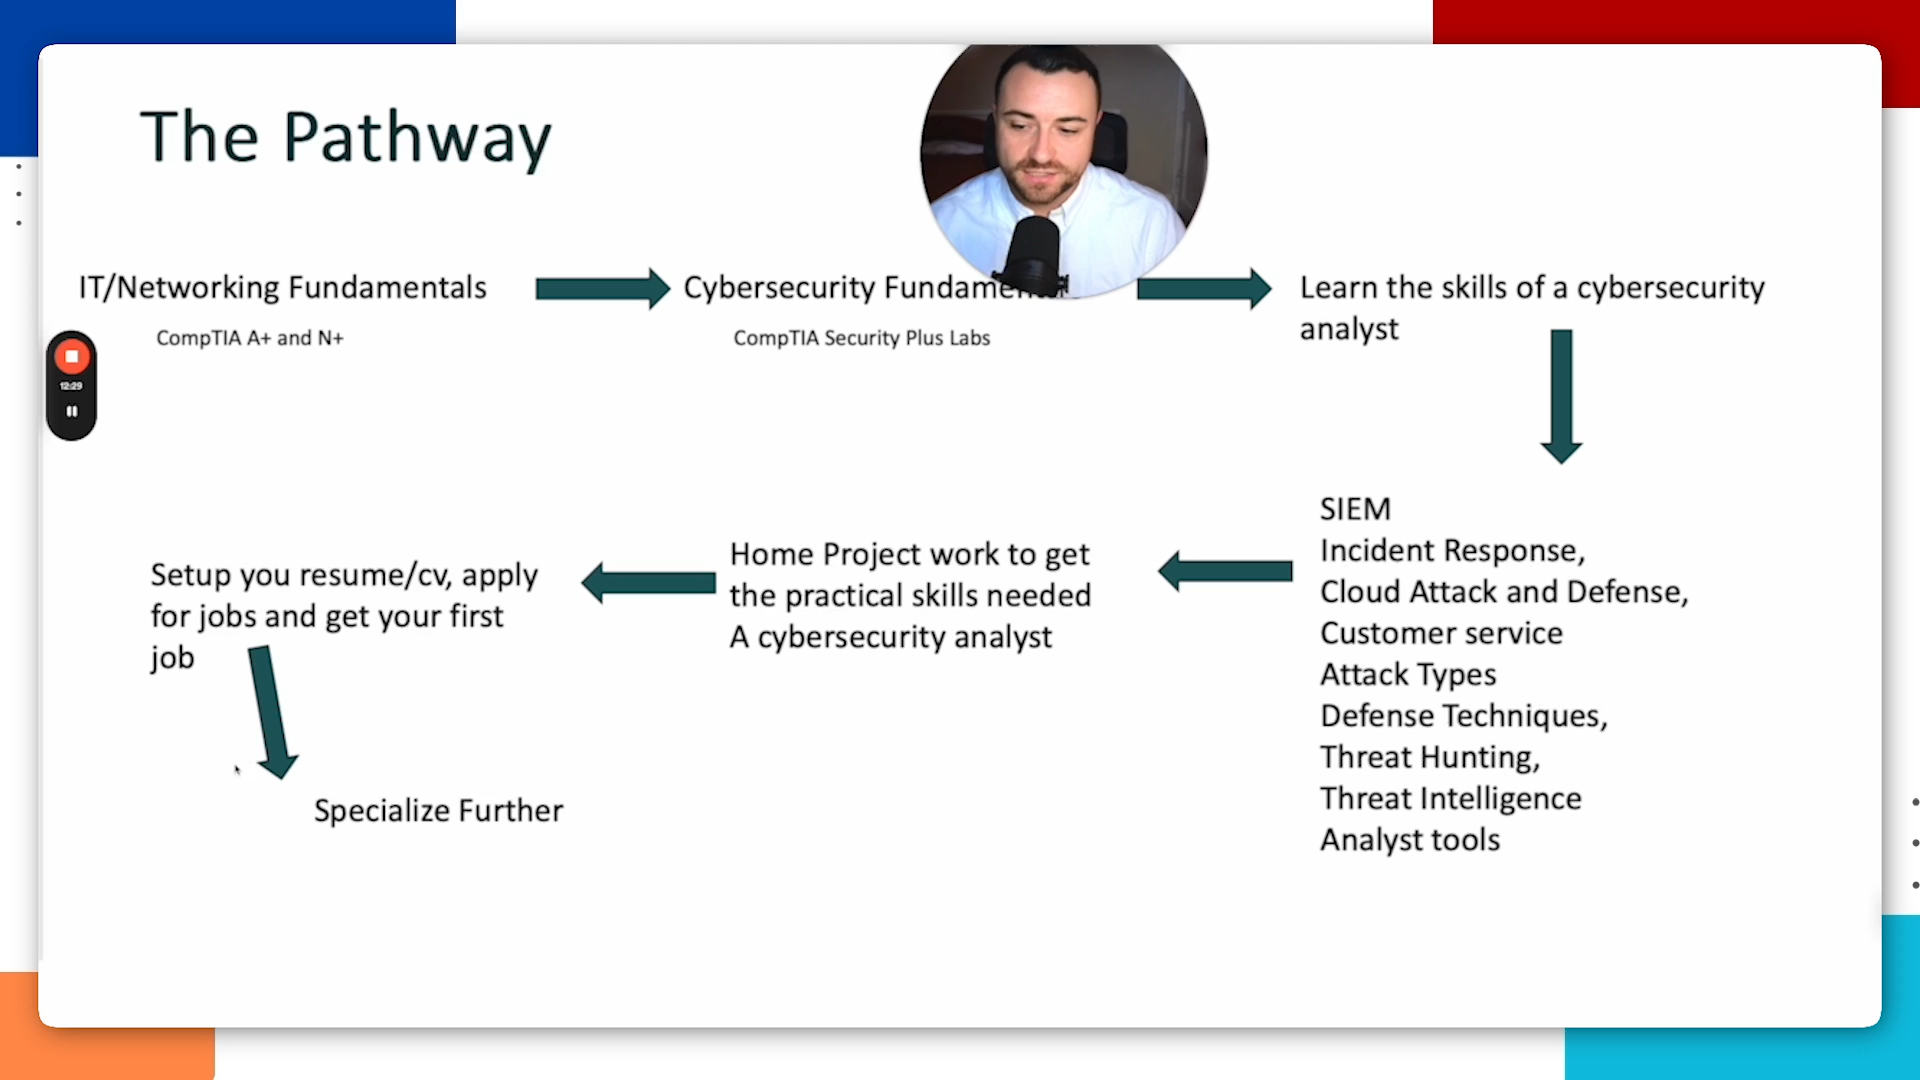 The Pathway
IT/Networking Fundamentals
CompTIA A+ and N+
Cybersecurity
CompTIA Security Plus Labs
Learn the skills of a cybersecurity
analyst
12:29
SIEM
Incident Response,
Cloud Attack and Defense,
Customer service
Attack Types
Defense Techniques,
Threat Hunting,
Threat Intelligence
Analyst tools
Home Project work to get
the practical skills needed
A cybersecurity analyst
Setup you resume/cv, apply
for jobs and get your first
job
Specialize Further